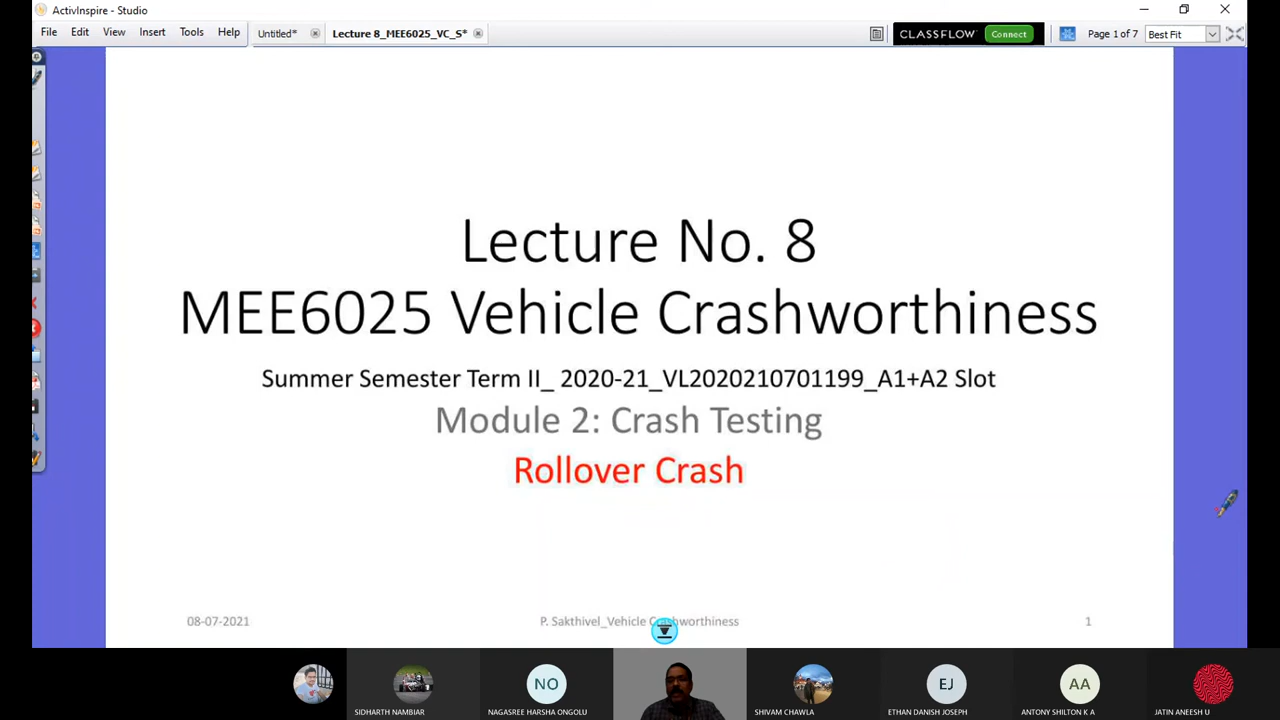 ActivInspire - Studio
File Edit View Insert Tools Help
Untitled*
Lecture 8_MEE6025_VC_S*
CLASSFLOW Connect
Page 1 of 7
Best Fit
Lecture No. 8
MEE6025 Vehicle Crashworthiness
Summer Semester Term II_ 2020-21_VL2020210701199_A1+A2 Slot
Module 2: Crash Testing
Rollover Crash
08-07-2021
P. Sakthivel_Vehicle Crashworthiness
1
NO
EJ
AA
SIDHARTH NAMBIAR
NAGASREE HARSHA ONGOLU
SHIVAM CHAWLA
ETHAN DANISH JOSEPH
ANTONY SHILTON K A
JATIN ANEESH U